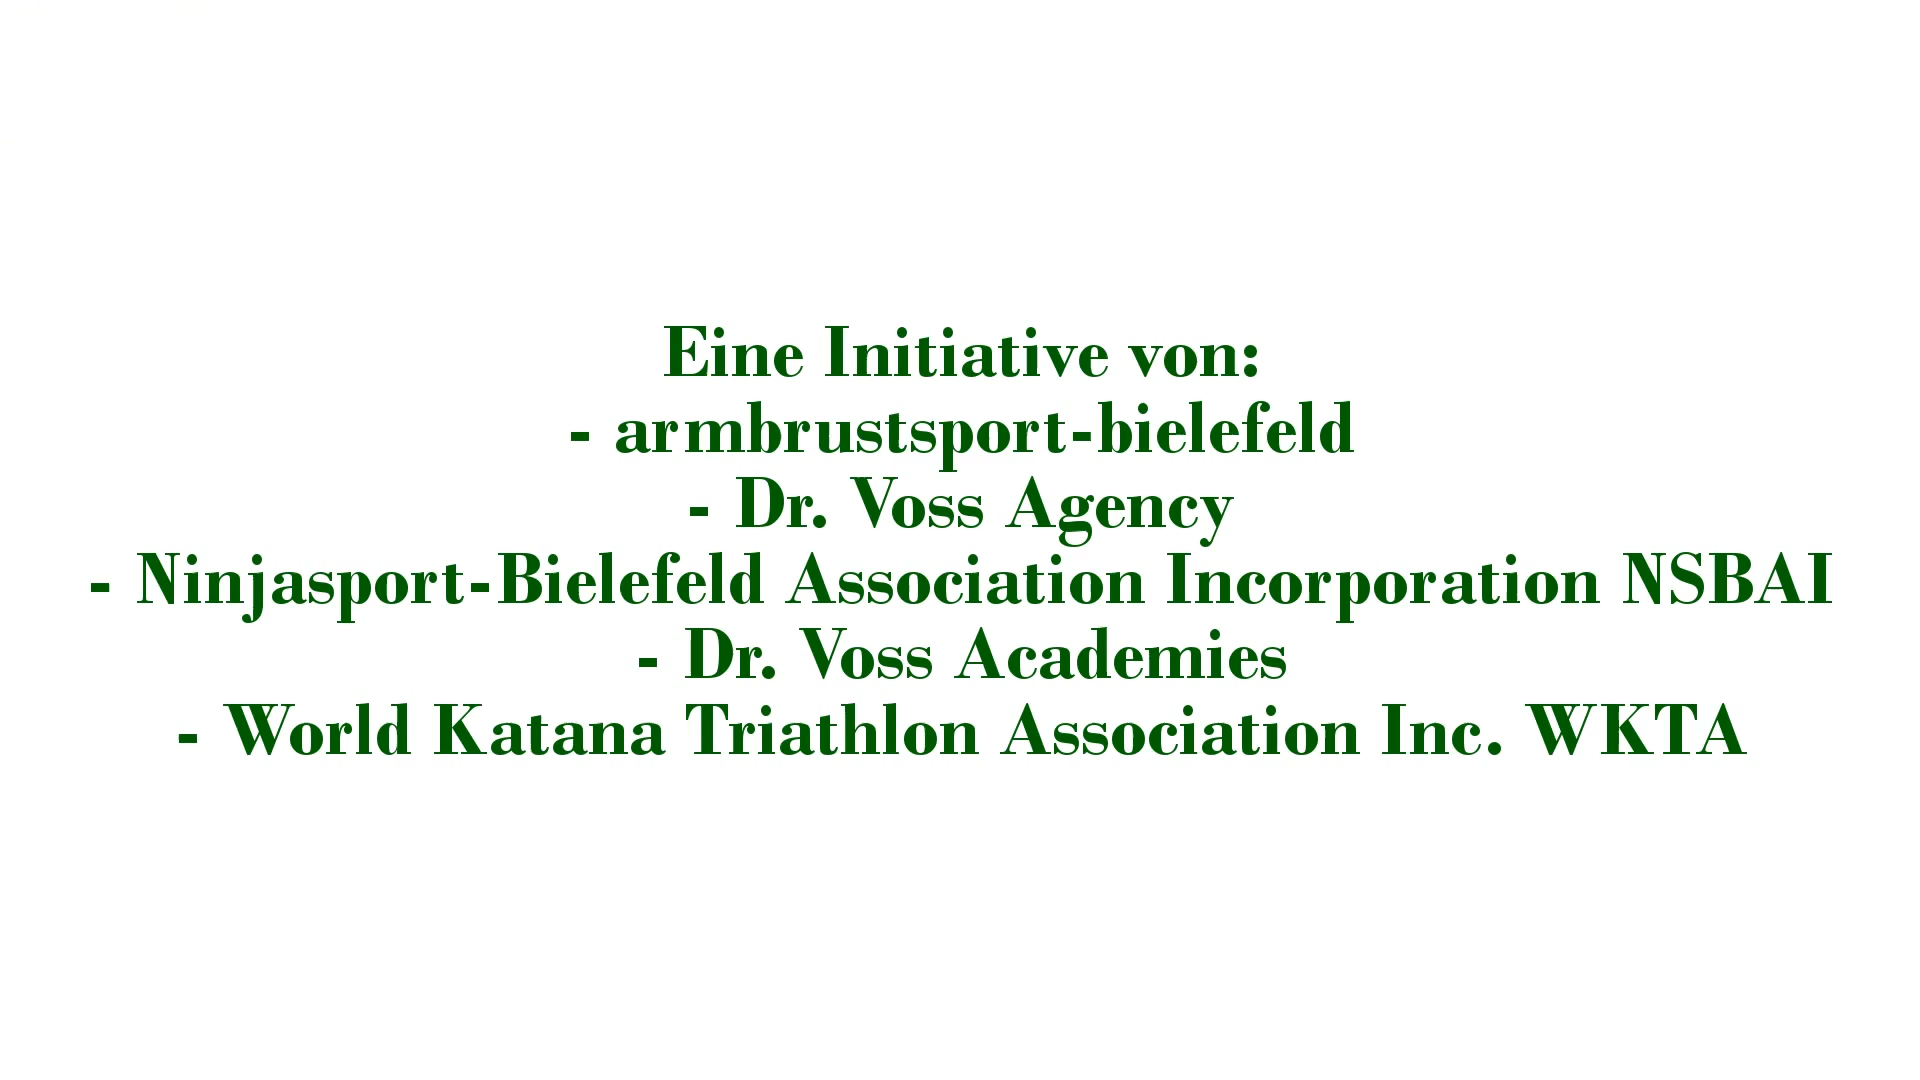 Eine Initiative von:
- armbrustsport-bielefeld
- Dr. Voss Agency
- Ninjasport-Bielefeld Association Incorporation NSBAI
- Dr. Voss Academies
- World Katana Triathlon Association Inc. WKTA